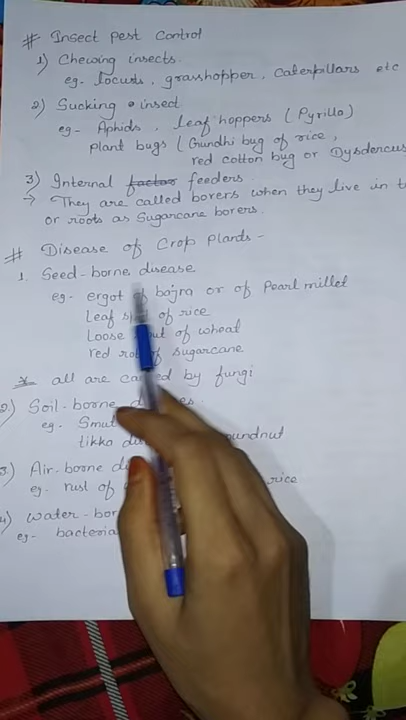 # Insect Pest Control
1) Chewing insects.
eg- locust, grasshopper, caterpillars etc
2) Sucking insect
eg- Aphids, leaf hoppers (Pyrilla)
plant bugs (Gundhi bug of rice,
red cotton bug or Dysdercus
3) Internal factor feeders.
→ They are called borers when they live in
or roots as Sugarcane borers.
# Disease of Crop Plants-
1. Seed-borne disease
eg- ergot of bajra or of Pearl millet
Leaf of rice
Loose of wheat
red of sugarcane
* all are by fungi
2) Soil-borne
eg. Smut
tikka
3) Air-borne
eg. rust of rice
4) water-bor
eg- bacteria